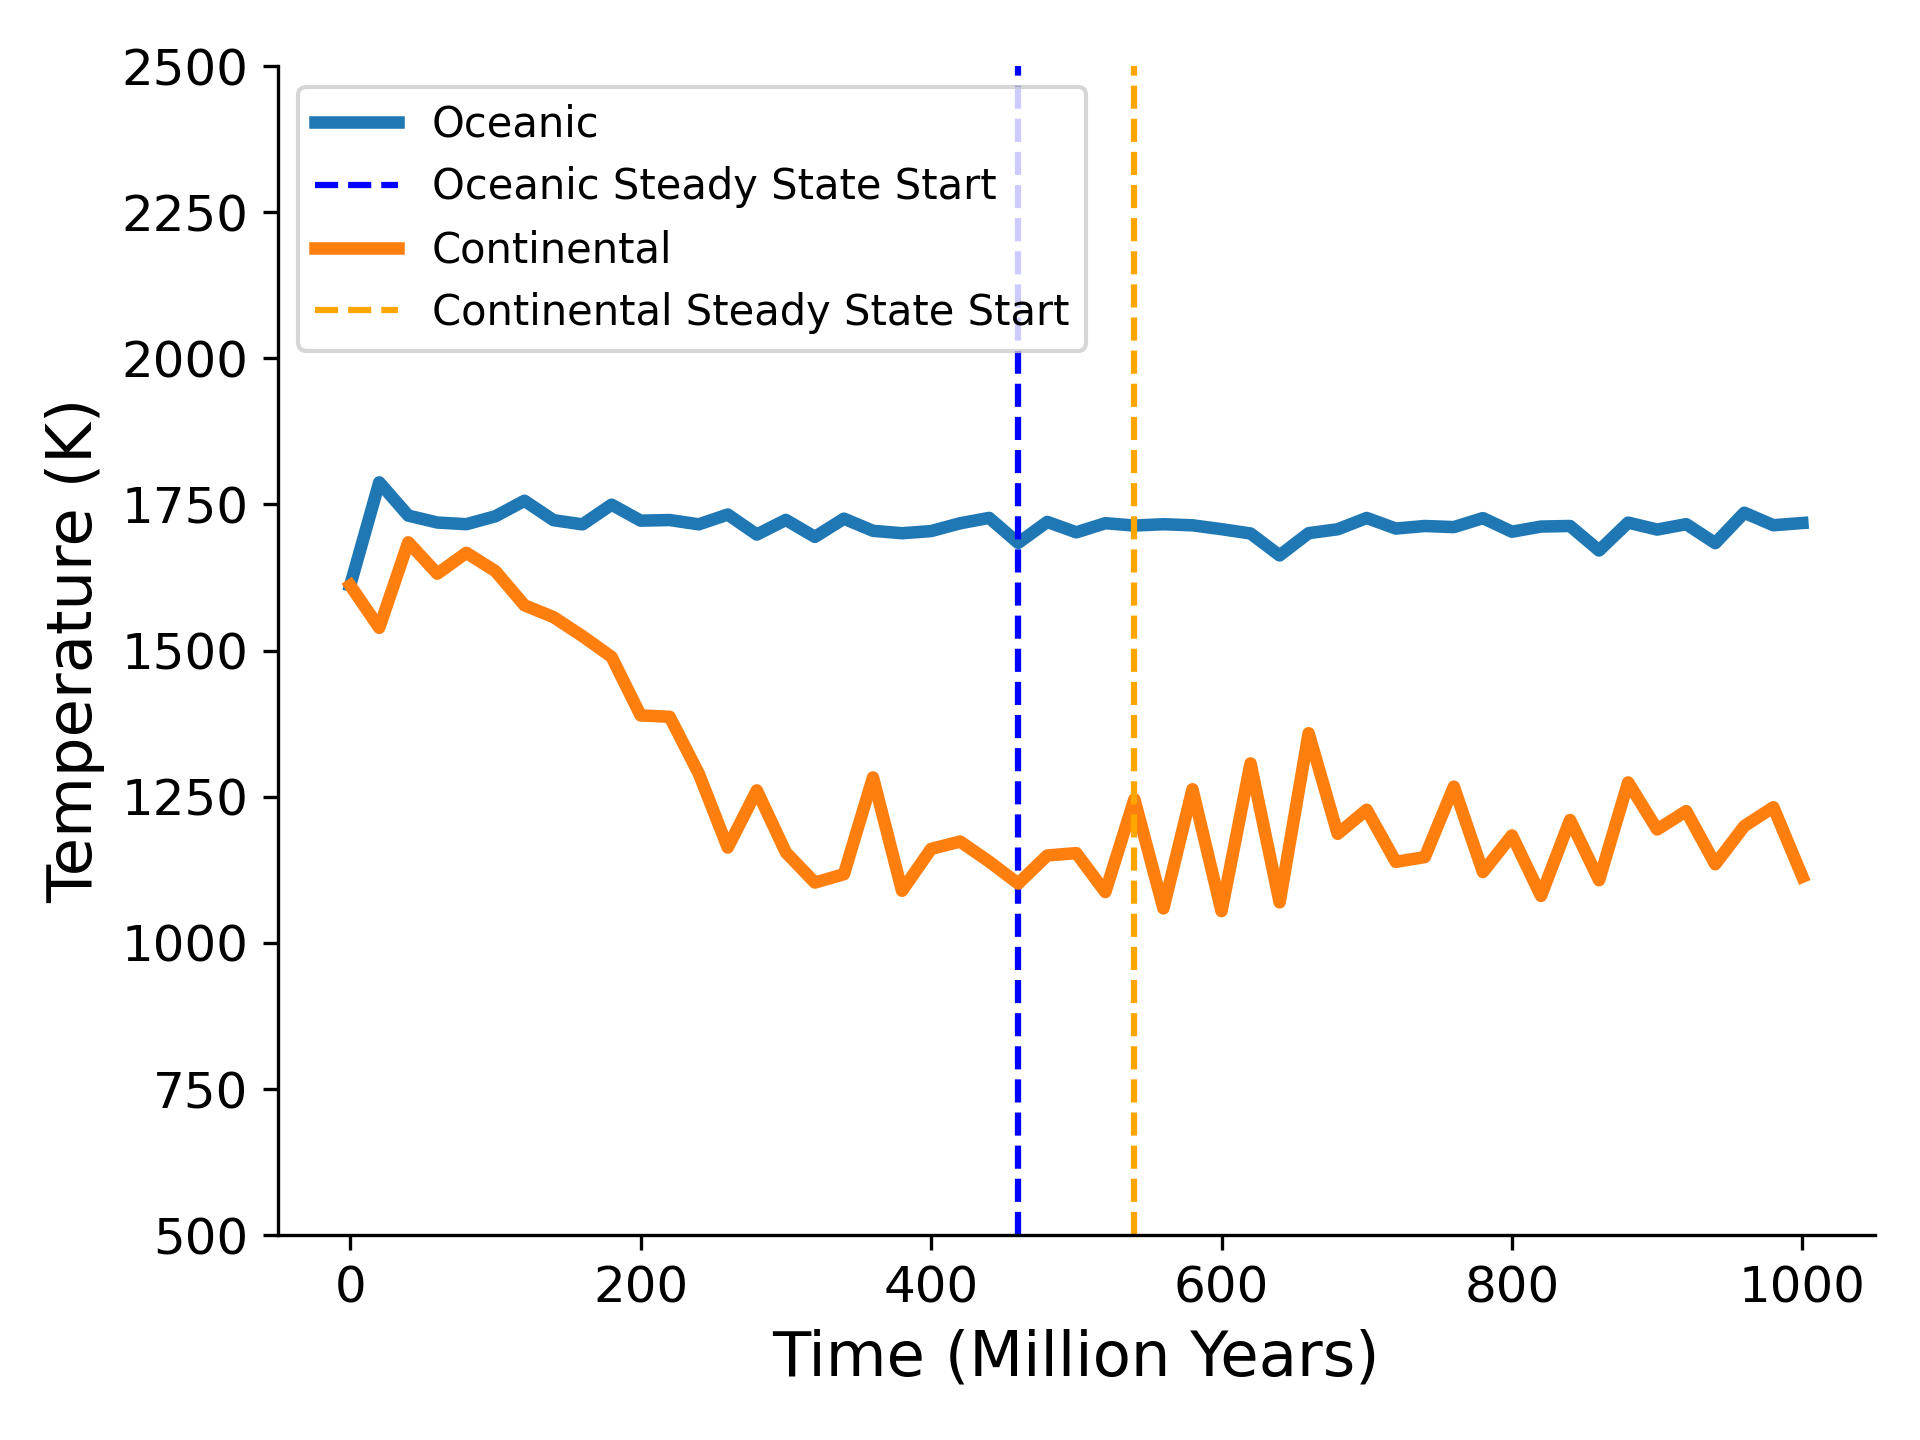 2500
2250
2000
1750
1500
1250
1000
750
500
Temperature (K)
Oceanic
Oceanic Steady State Start
Continental
Continental Steady State Start
0 200 400 600 800 1000
Time (Million Years)